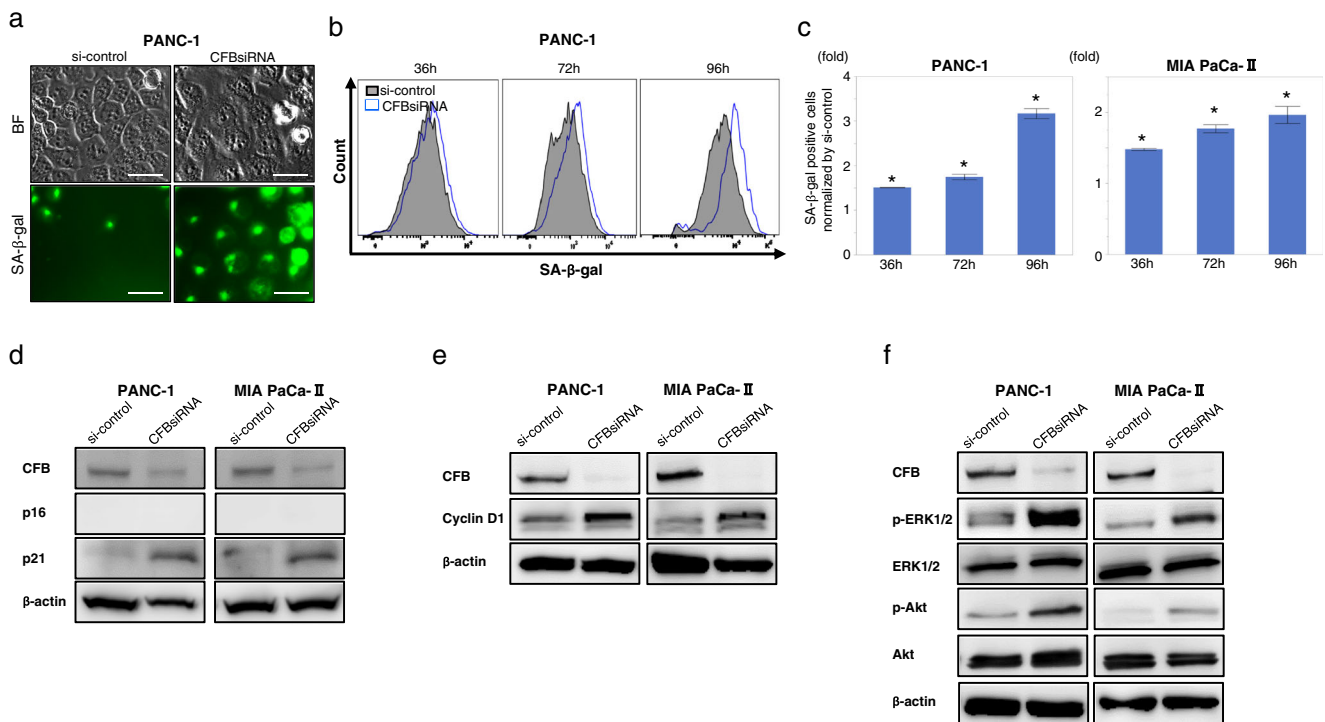 a
PANC-1
si-control
CFBsiRNA
BF
SA-β-gal
b
PANC-1
36h
72h
96h
si-control
CFBsiRNA
Count
SA-β-gal
c
(fold)
PANC-1
SA-β-gal positive cells
normalized by si-control
4
3
2
1
0
*
*
*
36h
72h
96h
(fold)
MIA PaCa-Ⅱ
2
1
0
*
*
*
36h
72h
96h
d
PANC-1
MIA PaCa-Ⅱ
si-control
CFBsiRNA
si-control
CFBsiRNA
CFB
p16
p21
β-actin
e
PANC-1
MIA PaCa-Ⅱ
si-control
CFBsiRNA
si-control
CFBsiRNA
CFB
Cyclin D1
β-actin
f
PANC-1
MIA PaCa-Ⅱ
si-control
CFBsiRNA
si-control
CFBsiRNA
CFB
p-ERK1/2
ERK1/2
p-Akt
Akt
β-actin